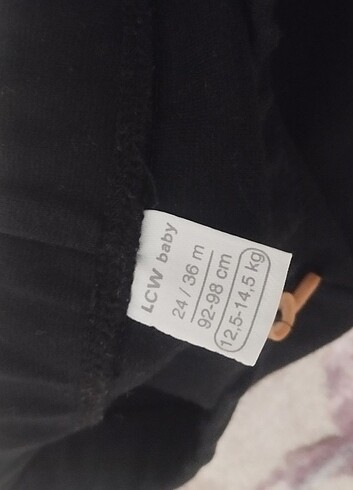 LCW baby
24 / 36 m
92-98 cm
12,5-14,5 kg